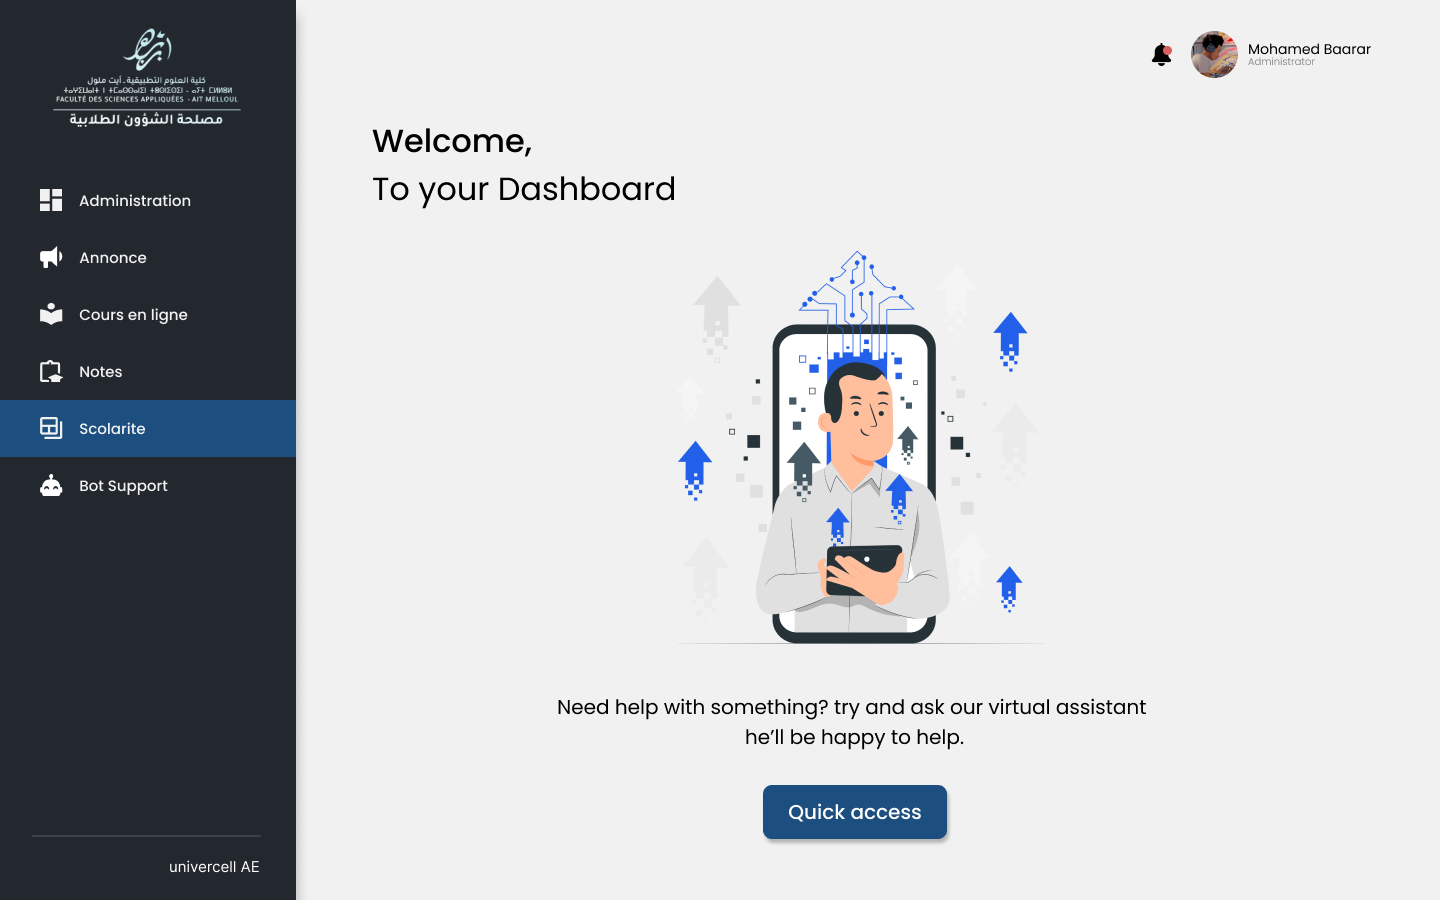 كلية العلوم التطبيقية - أيت ملول
FACULTÉ DES SCIENCES APPLIQUÉES - AIT MELLOUL
مصلحة الشؤون الطلابية
Mohamed Baarar
Administrator
Administration
Annonce
Cours en ligne
Notes
Scolarite
Bot Support
univercell AE
Welcome,
To your Dashboard
Need help with something? try and ask our virtual assistant
he’ll be happy to help.
Quick access